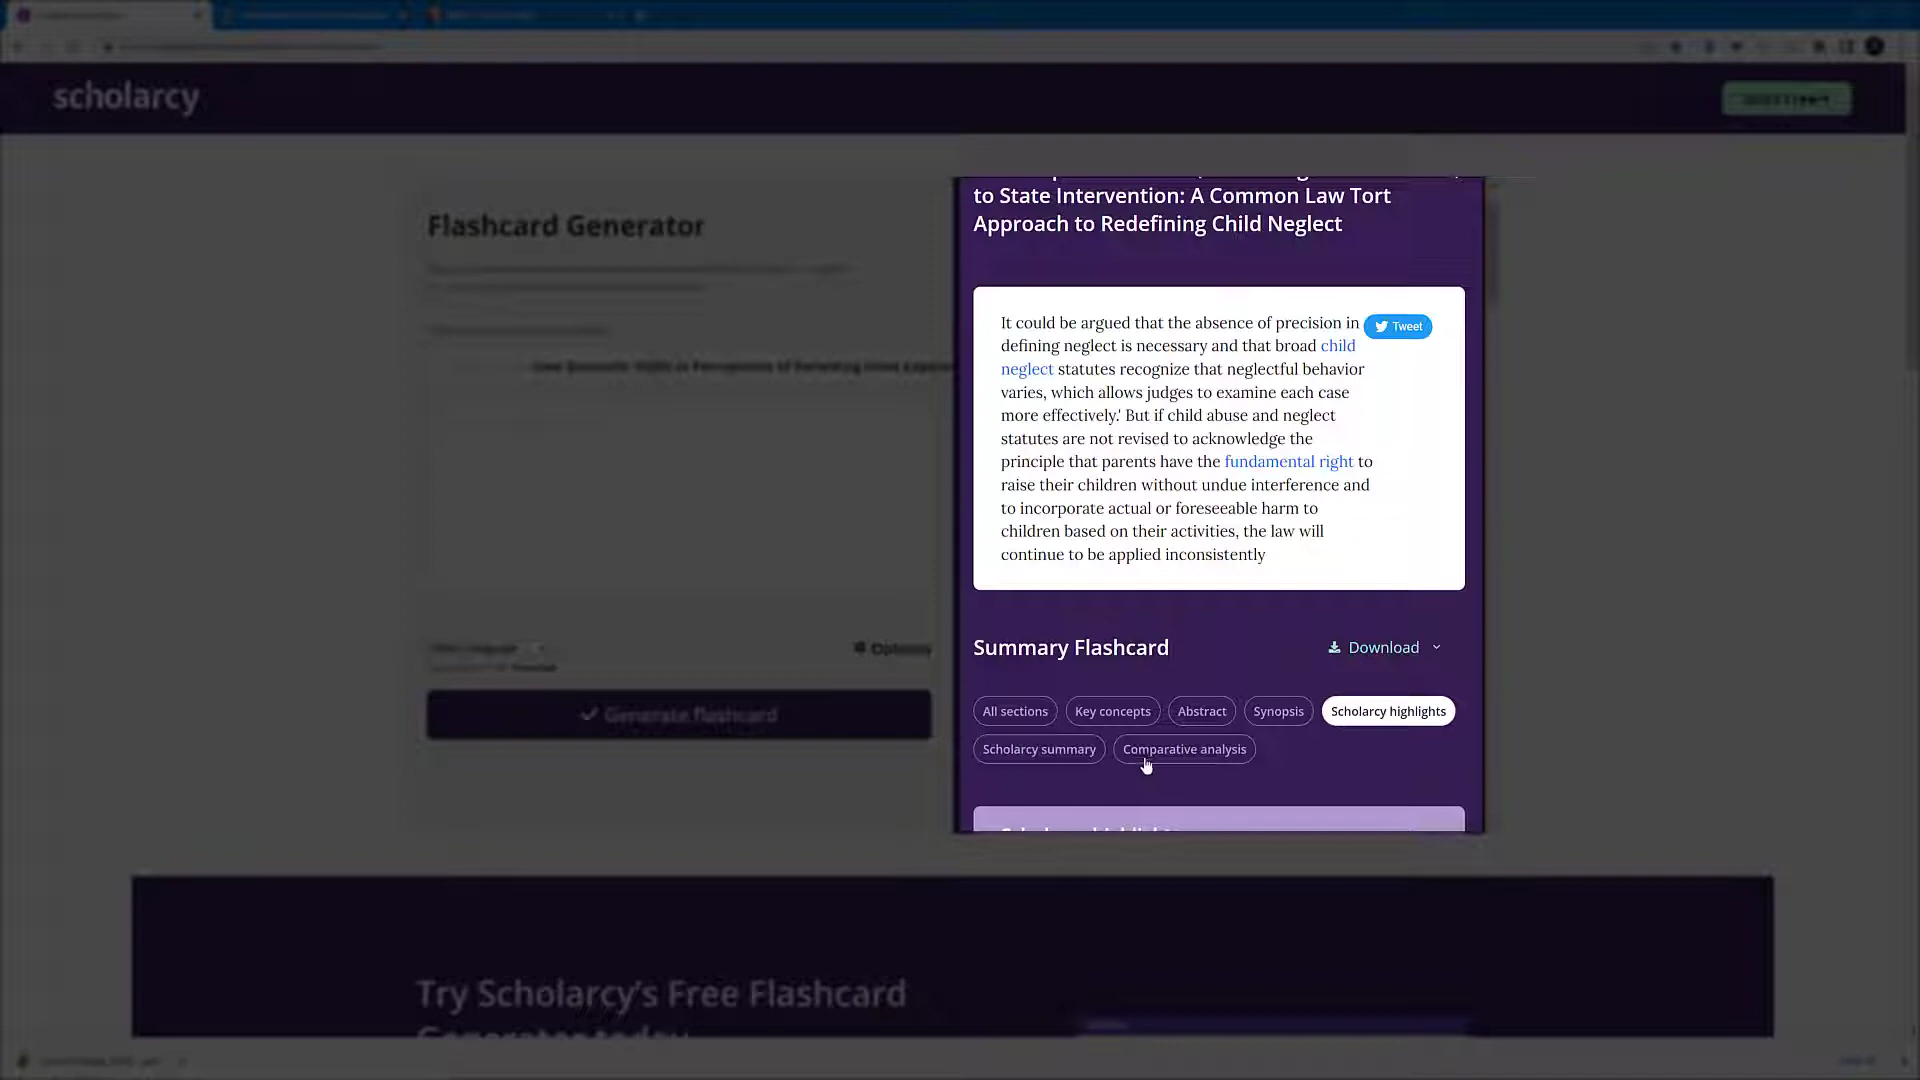 scholarcy
Flashcard Generator
Options
Generate flashcard
to State Intervention: A Common Law Tort
Approach to Redefining Child Neglect
It could be argued that the absence of precision in
defining neglect is necessary and that broad child
neglect statutes recognize that neglectful behavior
varies, which allows judges to examine each case
more effectively.' But if child abuse and neglect
statutes are not revised to acknowledge the
principle that parents have the fundamental right to
raise their children without undue interference and
to incorporate actual or foreseeable harm to
children based on their activities, the law will
continue to be applied inconsistently
Tweet
Summary Flashcard
Download
All sections
Key concepts
Abstract
Synopsis
Scholarcy highlights
Scholarcy summary
Comparative analysis
Try Scholarcy's Free Flashcard
Generator today